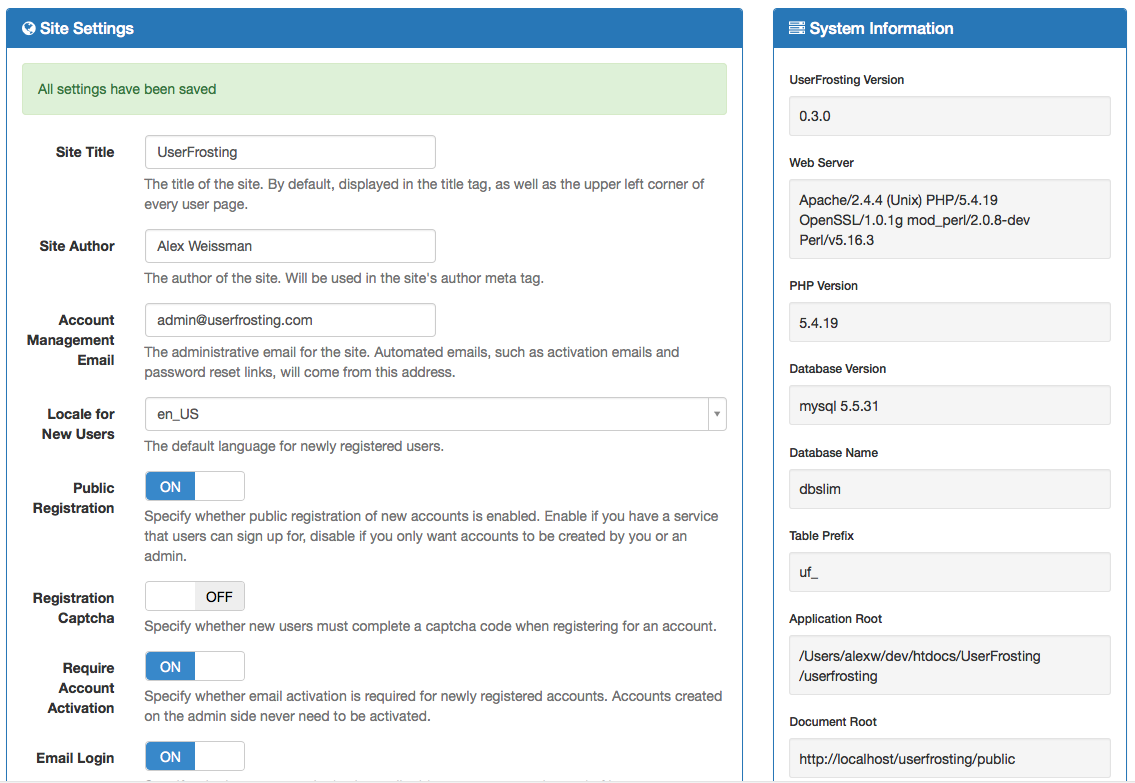 Site Settings
All settings have been saved
Site Title
UserFrosting
The title of the site. By default, displayed in the title tag, as well as the upper left corner of
every user page.
Site Author
Alex Weissman
The author of the site. Will be used in the site's author meta tag.
Account
Management
Email
admin@userfrosting.com
The administrative email for the site. Automated emails, such as activation emails and
password reset links, will come from this address.
Locale for
New Users
en_US
The default language for newly registered users.
Public
Registration
ON
Specify whether public registration of new accounts is enabled. Enable if you have a service
that users can sign up for, disable if you only want accounts to be created by you or an
admin.
Registration
Captcha
OFF
Specify whether new users must complete a captcha code when registering for an account.
Require
Account
Activation
ON
Specify whether email activation is required for newly registered accounts. Accounts created
on the admin side never need to be activated.
Email Login
ON
System Information
UserFrosting Version
0.3.0
Web Server
Apache/2.4.4 (Unix) PHP/5.4.19
OpenSSL/1.0.1g mod_perl/2.0.8-dev
Perl/v5.16.3
PHP Version
5.4.19
Database Version
mysql 5.5.31
Database Name
dbslim
Table Prefix
uf_
Application Root
/Users/alexw/dev/htdocs/UserFrosting
/userfrosting
Document Root
http://localhost/userfrosting/public